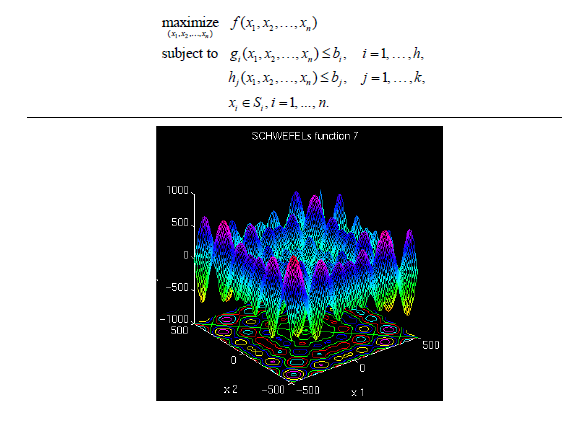 maximize f(x₁,x₂,…,xₙ)
(x₁,x₂,…,xₙ)
subject to gᵢ(x₁,x₂,…,xₙ) ≤ bᵢ, i = 1,…,h,
hⱼ(x₁,x₂,…,xₙ) ≤ bⱼ, j = 1,…,k,
xᵢ ∈ Sᵢ, i = 1, ..., n.
SCHWEFELs function 7
1000
500
0
-500
-1000
500
500
0
0
x 2
-500
-500
x 1